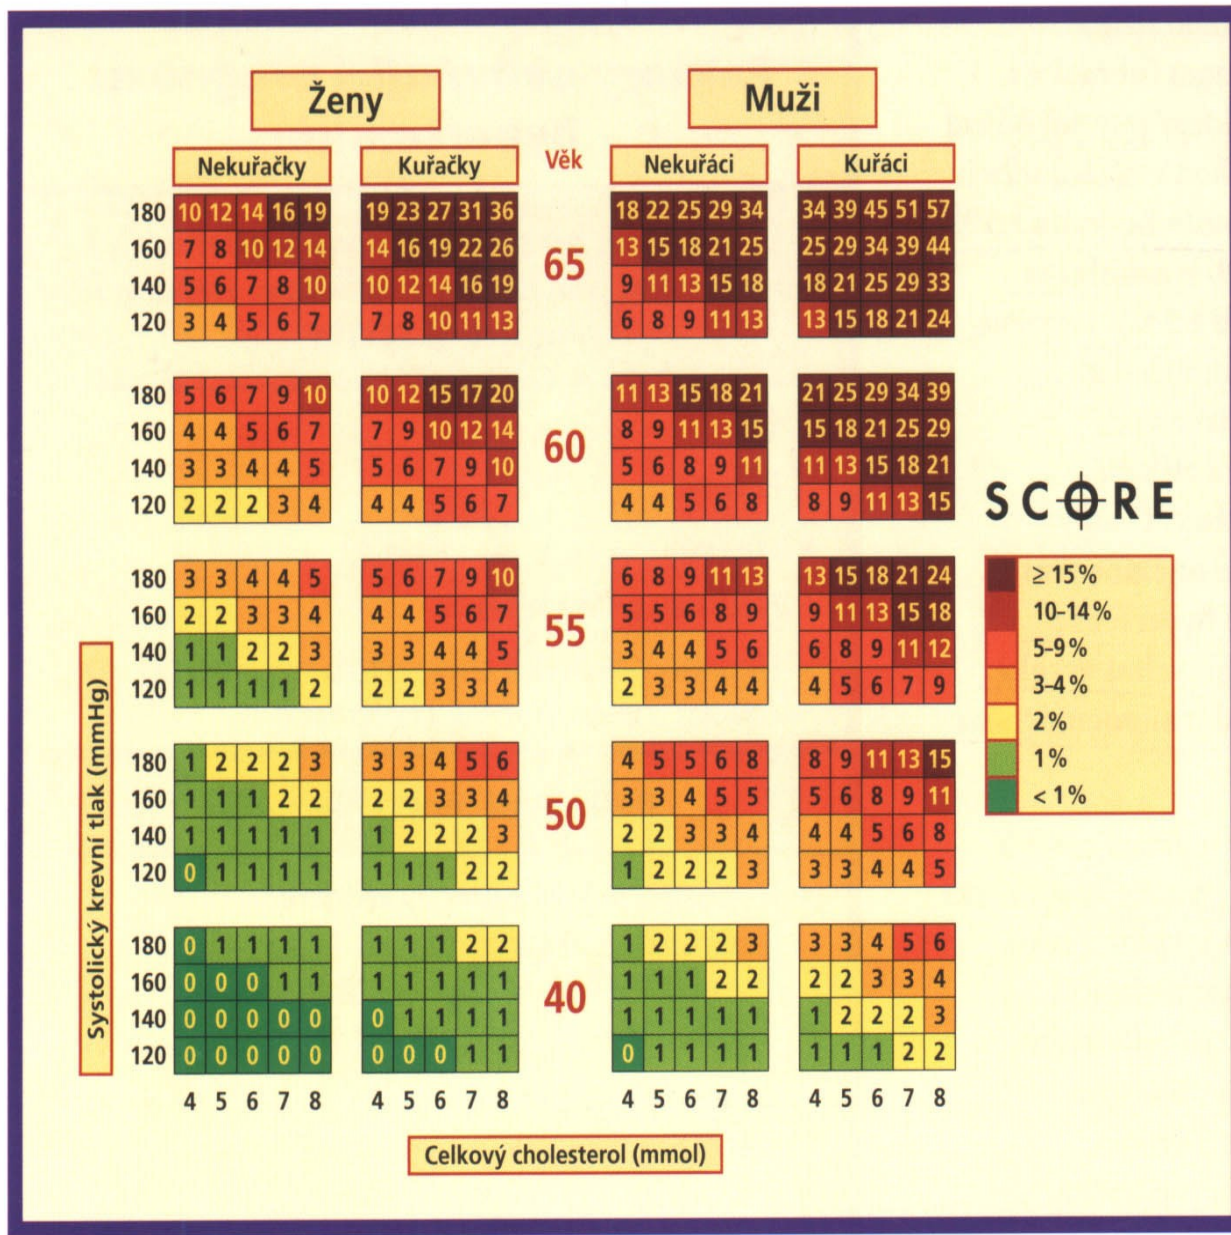 Ženy Muži
Nekuřačky Kuřačky Věk Nekuřáci Kuřáci
180 10 12 14 16 19 19 23 27 31 36 18 22 25 29 34 34 39 45 51 57
160 7 8 10 12 14 14 16 19 22 26 13 15 18 21 25 25 29 34 39 44
65
140 5 6 7 8 10 10 12 14 16 19 9 11 13 15 18 18 21 25 29 33
120 3 4 5 6 7 7 8 10 11 13 6 8 9 11 13 13 15 18 21 24
180 5 6 7 9 10 10 12 15 17 20 11 13 15 18 21 21 25 29 34 39
160 4 4 5 6 7 7 9 10 12 14 8 9 11 13 15 15 18 21 25 29
60
140 3 3 4 4 5 5 6 7 9 10 5 6 8 9 11 11 13 15 18 21
120 2 2 2 3 4 4 4 5 6 7 4 4 5 6 8 8 9 11 13 15
180 3 3 4 4 5 5 6 7 9 10 6 8 9 11 13 13 15 18 21 24
160 2 2 3 3 4 4 4 5 6 7 5 5 6 8 9 9 11 13 15 18
55
140 1 1 2 2 3 3 3 4 4 5 3 4 4 5 6 6 8 9 11 12
120 1 1 1 1 2 2 2 3 3 4 2 3 3 4 4 4 5 6 7 9
180 1 2 2 2 3 3 3 4 5 6 4 5 5 6 8 8 9 11 13 15
160 1 1 1 2 2 2 2 3 3 4 3 3 4 5 5 5 6 8 9 11
50
140 1 1 1 1 1 1 2 2 2 3 2 2 3 3 4 4 4 5 6 8
120 0 1 1 1 1 1 1 1 2 2 1 2 2 2 3 3 3 4 4 5
180 0 1 1 1 1 1 1 1 2 2 1 2 2 2 3 3 3 4 5 6
160 0 0 0 1 1 1 1 1 1 1 1 1 1 2 2 2 2 3 3 4
40
140 0 0 0 0 0 0 1 1 1 1 1 1 1 1 1 1 2 2 2 3
120 0 0 0 0 0 0 0 0 1 1 0 1 1 1 1 1 1 1 2 2
4 5 6 7 8 4 5 6 7 8 4 5 6 7 8 4 5 6 7 8
Systolický krevní tlak (mmHg)
Celkový cholesterol (mmol)
SCORE
≥ 15 %
10–14 %
5–9 %
3–4 %
2 %
1 %
< 1 %